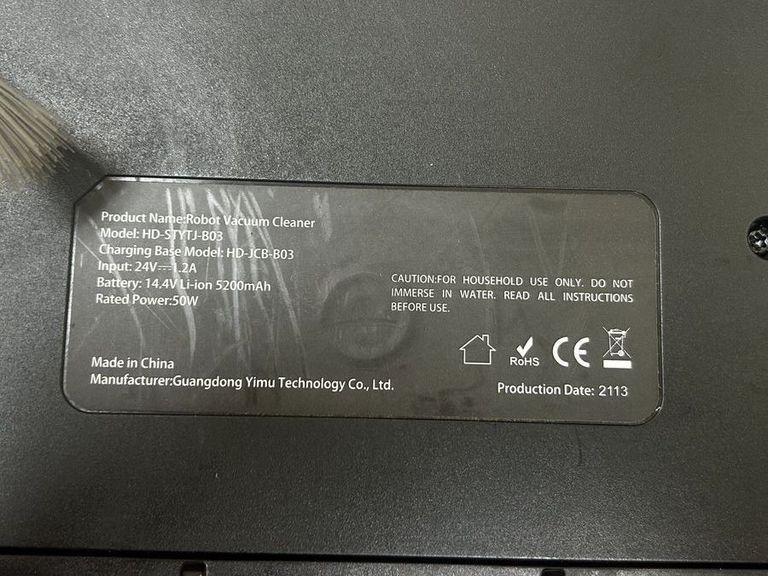 Product Name:Robot Vacuum Cleaner
Model: HD-STYTJ-B03
Charging Base Model: HD-JCB-B03
Input: 24V⎓1.2A
Battery: 14.4V Li-ion 5200mAh
Rated Power:50W
CAUTION:FOR HOUSEHOLD USE ONLY. DO NOT
IMMERSE IN WATER. READ ALL INSTRUCTIONS
BEFORE USE.
RoHS
CE
Made in China
Manufacturer:Guangdong Yimu Technology Co., Ltd.
Production Date: 2113